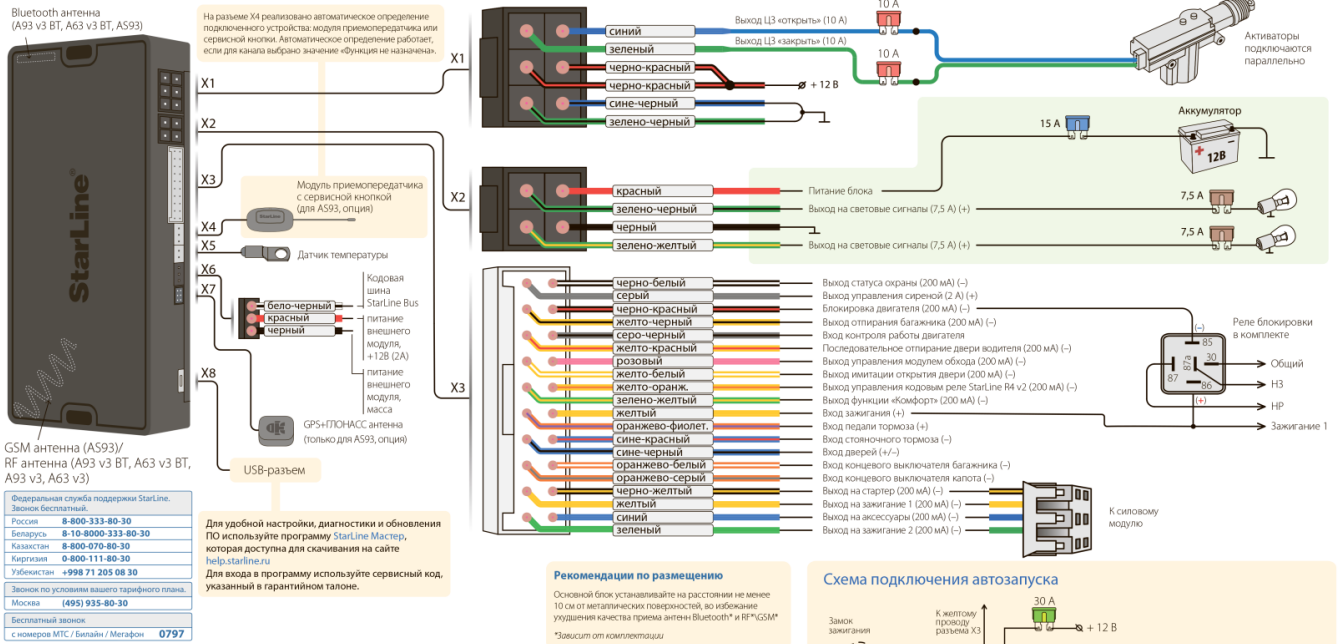 Bluetooth антенна
(A93 v3 BT, A63 v3 BT, AS93)
StarLine®
На разъеме X4 реализовано автоматическое определение
подключенного устройства: модуля приемопередатчика или
сервисной кнопки. Автоматическое определение работает,
если для канала выбрано значение «Функция не назначена».
X1
X2
X3
X4
X5
X6
X7
X8
Модуль приемопередатчика
с сервисной кнопкой
(для AS93, опция)
StarLine
Датчик температуры
бело-черный
красный
черный
Кодовая
шина
StarLine Bus
питание
внешнего
модуля,
+12В (2А)
питание
внешнего
модуля,
масса
GPS+ГЛОНАСС антенна
(только для AS93, опция)
USB-разъем
GSM антенна (AS93)/
RF антенна (A93 v3 BT, A63 v3 BT,
A93 v3, A63 v3)
Федеральная служба поддержки StarLine.
Звонок бесплатный.
Россия 8-800-333-80-30
Беларусь 8-10-8000-333-80-30
Казахстан 8-800-070-80-30
Киргизия 0-800-111-80-30
Узбекистан +998 71 205 08 30
Звонок по условиям вашего тарифного плана.
Москва (495) 935-80-30
Бесплатный звонок
с номеров МТС / Билайн / Мегафон 0797
Для удобной настройки, диагностики и обновления
ПО используйте программу StarLine Мастер,
которая доступна для скачивания на сайте
help.starline.ru
Для входа в программу используйте сервисный код,
указанный в гарантийном талоне.
X1
синий
зеленый
черно-красный
черно-красный
сине-черный
зелено-черный
Выход ЦЗ «открыть» (10 А)
Выход ЦЗ «закрыть» (10 А)
10 А
10 А
+ 12 В
Активаторы
подключаются
параллельно
X2
красный
зелено-черный
черный
зелено-желтый
Питание блока
Выход на световые сигналы (7,5 А) (+)
Выход на световые сигналы (7,5 А) (+)
15 А
Аккумулятор
12В
7,5 А
7,5 А
X3
черно-белый Выход статуса охраны (200 мА) (–)
серый Выход управления сиреной (2 А) (+)
черно-красный Блокировка двигателя (200 мА) (–)
желто-черный Выход отпирания багажника (200 мА) (–)
серо-черный Вход контроля работы двигателя
желто-красный Последовательное отпирание двери водителя (200 мА) (–)
розовый Выход управления модулем обхода (200 мА) (–)
желто-белый Выход имитации открытия двери (200 мА) (–)
желто-оранж. Выход управления кодовым реле StarLine R4 v2 (200 мА) (–)
зелено-желтый Выход функции «Комфорт» (200 мА) (–)
желтый Вход зажигания (+)
оранжево-фиолет. Вход педали тормоза (+)
сине-красный Вход стояночного тормоза (–)
сине-черный Вход дверей (+/–)
оранжево-белый Вход концевого выключателя багажника (–)
оранжево-серый Вход концевого выключателя капота (–)
черно-желтый Выход на стартер (200 мА) (–)
желтый Выход на зажигание 1 (200 мА) (–)
синий Выход на аксессуары (200 мА) (–)
зеленый Выход на зажигание 2 (200 мА) (–)
Реле блокировки
в комплекте
(–)
85
87a
30
87
86
(+)
Общий
НЗ
НР
Зажигание 1
К силовому
модулю
Рекомендации по размещению
Основной блок устанавливайте на расстоянии не менее
10 см от металлических поверхностей, во избежание
ухудшения качества приема антенн Bluetooth* и RF*\GSM*
*Зависит от комплектации
Схема подключения автозапуска
Замок
зажигания
К желтому
проводу
разъема X3
30 А
+ 12 В